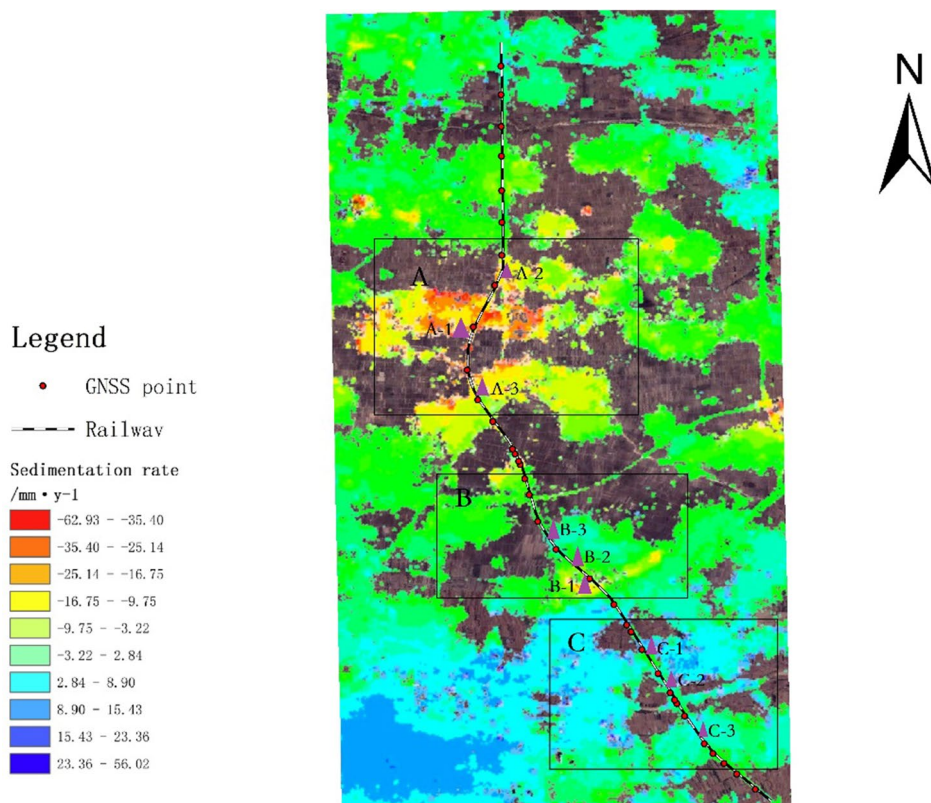 N
A
Λ-2
A-1
Λ-3
B
B-3
B-2
B-1
C
C-1
C-2
C-3
Legend
GNSS point
Railwav
Sedimentation rate
/mm•y-1
-62.93 - -35.40
-35.40 - -25.14
-25.14 - -16.75
-16.75 - -9.75
-9.75 - -3.22
-3.22 - 2.84
2.84 - 8.90
8.90 - 15.43
15.43 - 23.36
23.36 - 56.02